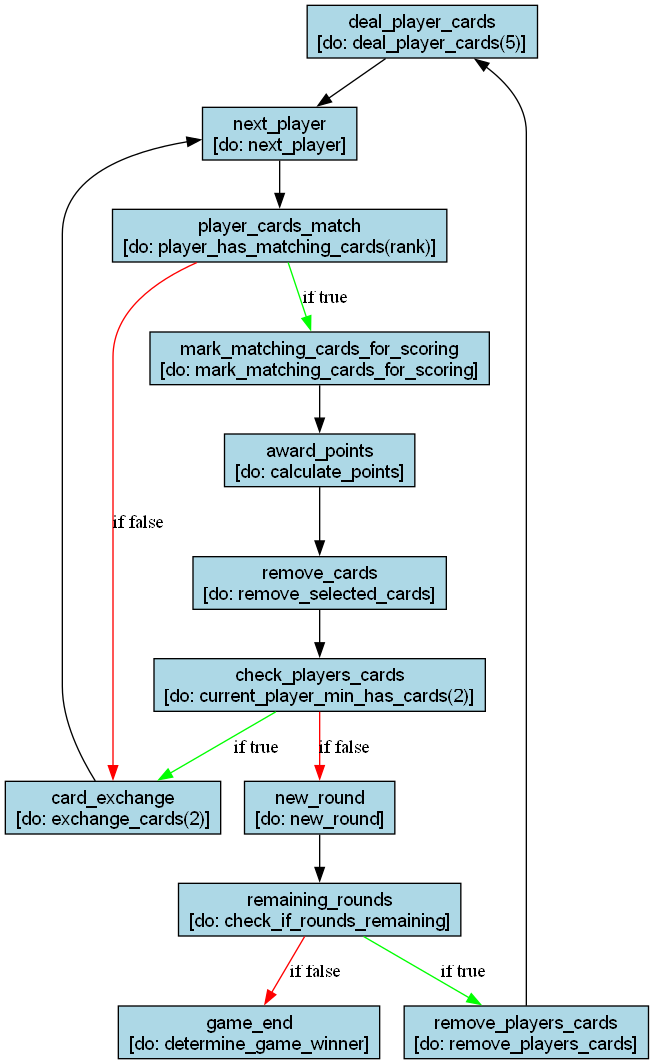 deal_player_cards
[do: deal_player_cards(5)]
next_player
[do: next_player]
player_cards_match
[do: player_has_matching_cards(rank)]
if true
mark_matching_cards_for_scoring
[do: mark_matching_cards_for_scoring]
award_points
[do: calculate_points]
if false
remove_cards
[do: remove_selected_cards]
check_players_cards
[do: current_player_min_has_cards(2)]
if true
if false
card_exchange
[do: exchange_cards(2)]
new_round
[do: new_round]
remaining_rounds
[do: check_if_rounds_remaining]
if false
if true
game_end
[do: determine_game_winner]
remove_players_cards
[do: remove_players_cards]